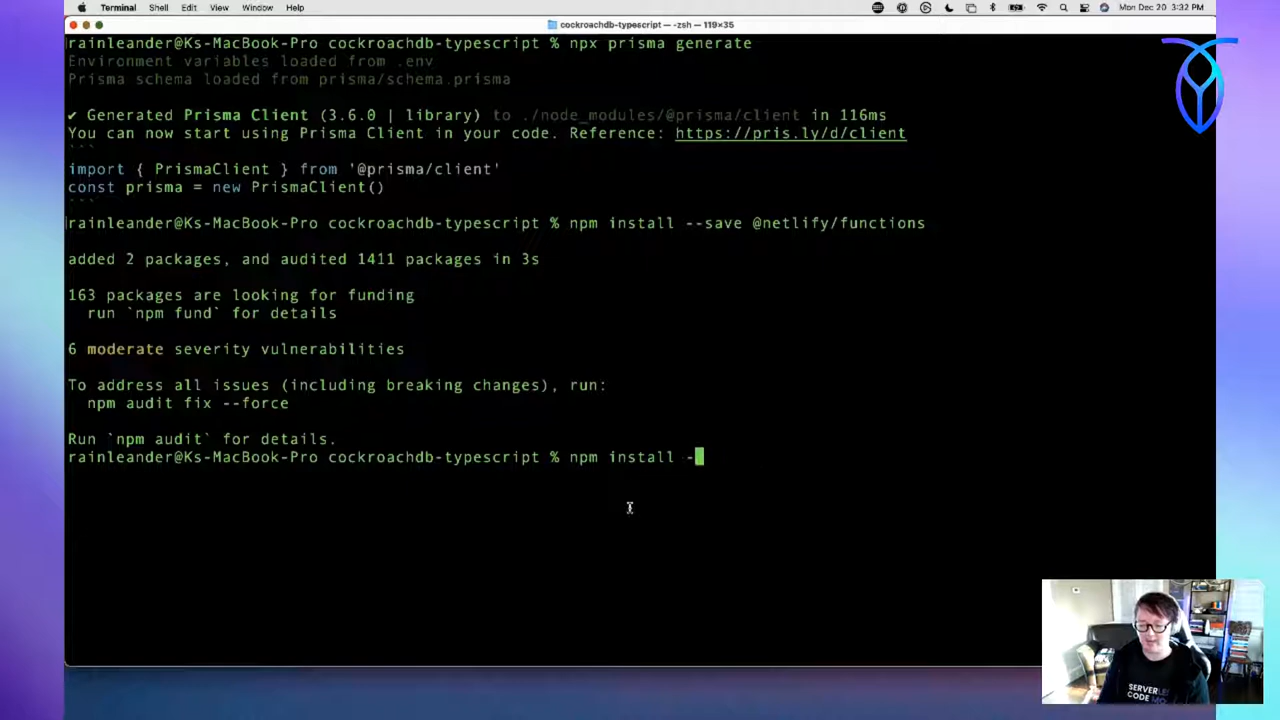 Terminal Shell Edit View Window Help Mon Dec 20 3:32 PM
cockroachdb-typescript — -zsh — 119×35
rainleander@Ks-MacBook-Pro cockroachdb-typescript % npx prisma generate
Environment variables loaded from .env
Prisma schema loaded from prisma/schema.prisma
✔ Generated Prisma Client (3.6.0 | library) to ./node_modules/@prisma/client in 116ms
You can now start using Prisma Client in your code. Reference: https://pris.ly/d/client
```
import { PrismaClient } from '@prisma/client'
const prisma = new PrismaClient()
```
rainleander@Ks-MacBook-Pro cockroachdb-typescript % npm install --save @netlify/functions
added 2 packages, and audited 1411 packages in 3s
163 packages are looking for funding
run `npm fund` for details
6 moderate severity vulnerabilities
To address all issues (including breaking changes), run:
npm audit fix --force
Run `npm audit` for details.
rainleander@Ks-MacBook-Pro cockroachdb-typescript % npm install -
SERVERLE
CODE MO